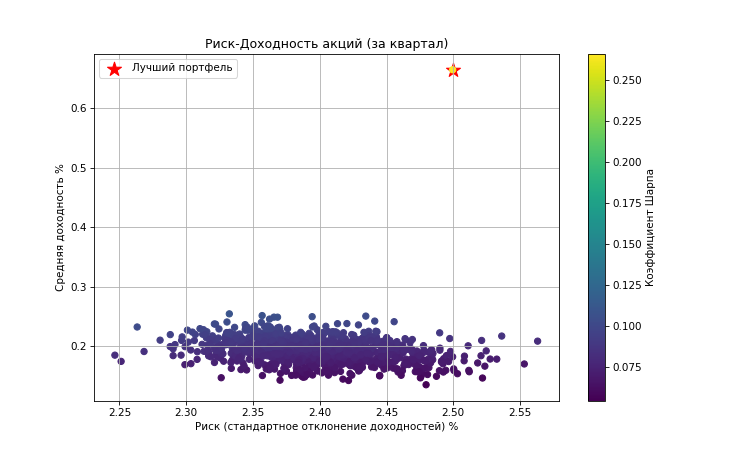 Риск-Доходность акций (за квартал)
Лучший портфель
Средняя доходность %
0.6
0.5
0.4
0.3
0.2
2.25 2.30 2.35 2.40 2.45 2.50 2.55
Риск (стандартное отклонение доходностей) %
0.250
0.225
0.200
0.175
0.150
0.125
0.100
0.075
Коэффициент Шарпа